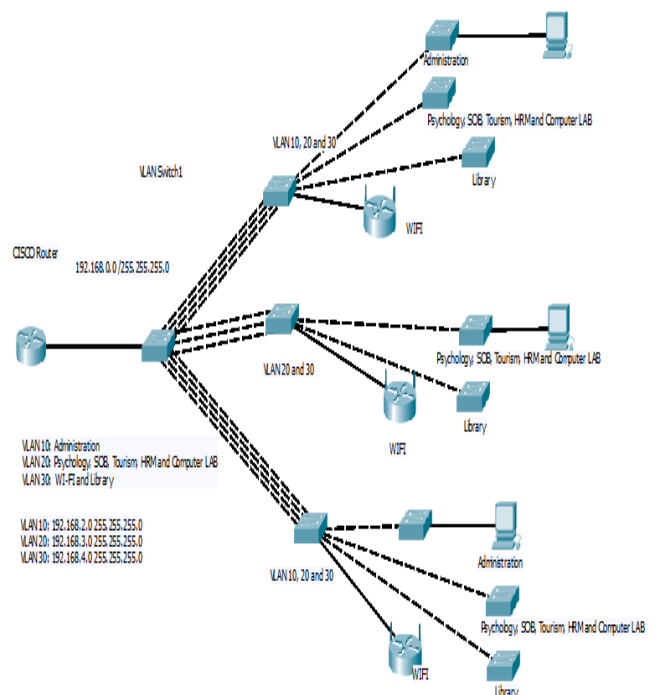 Administration
Psychology, SOB, Tourism, HRM and Computer LAB
VLAN 10, 20 and 30
VLAN Switch1
Library
WIFI
CISCO Router
192.168.0.0 /255.255.255.0
Psychology, SOB, Tourism, HRM and Computer LAB
VLAN 20 and 30
Library
WIFI
VLAN 10: Administration
VLAN 20: Psychology, SOB, Tourism, HRM and Computer LAB
VLAN 30: WI-FI and Library
VLAN 10: 192.168.2.0 255.255.255.0
VLAN 20: 192.168.3.0 255.255.255.0
VLAN 30: 192.168.4.0 255.255.255.0
Administration
VLAN 10, 20 and 30
Psychology, SOB, Tourism, HRM and Computer LAB
WIFI
Library